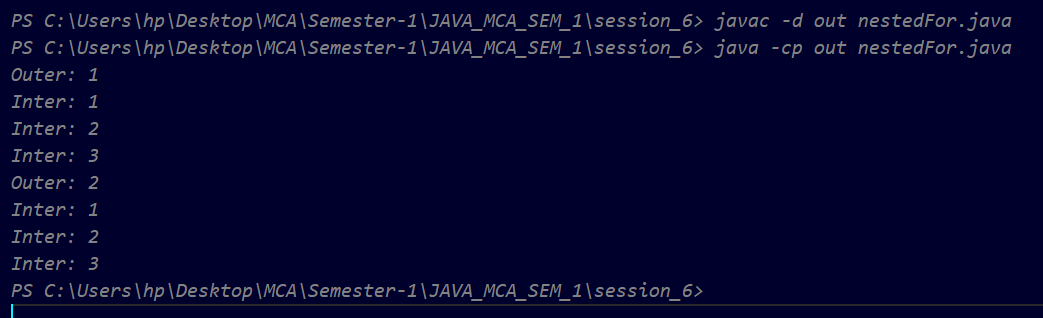 PS C:\Users\hp\Desktop\MCA\Semester-1\JAVA_MCA_SEM_1\session_6> javac -d out nestedFor.java
PS C:\Users\hp\Desktop\MCA\Semester-1\JAVA_MCA_SEM_1\session_6> java -cp out nestedFor.java
Outer: 1
Inter: 1
Inter: 2
Inter: 3
Outer: 2
Inter: 1
Inter: 2
Inter: 3
PS C:\Users\hp\Desktop\MCA\Semester-1\JAVA_MCA_SEM_1\session_6>